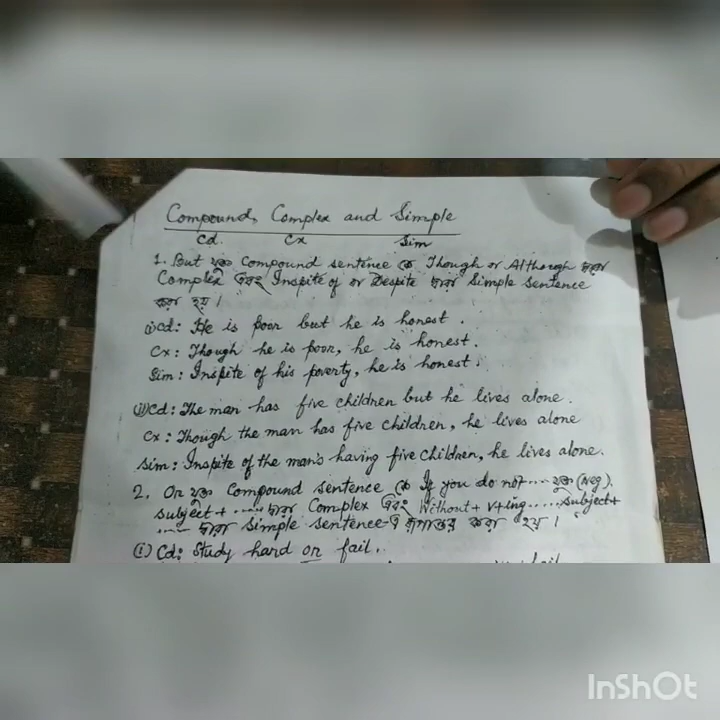 Compound, Complex and Simple
Cd. Cx Sim
1. But যুক্ত Compound sentence কে Though or Although দ্বারা
Complex এবং Inspite of or Despite দ্বারা Simple Sentence
করা হয়।
(i) Cd: He is poor but he is honest.
Cx: Though he is poor, he is honest.
Sim: Inspite of his poverty, he is honest.
(ii) Cd: The man has five children but he lives alone.
Cx: Though the man has five children, he lives alone
Sim: Inspite of the man's having five children, he lives alone.
2. Or যুক্ত Compound sentence কে If you do not .... যুক্ত (Neg).
Subject + ..... দ্বারা Complex এবং Without + V+ing ..... Subject +
..... দ্বারা Simple Sentence-এ রূপান্তর করা হয়।
(i) Cd: Study hard or fail.
fail
InShOt